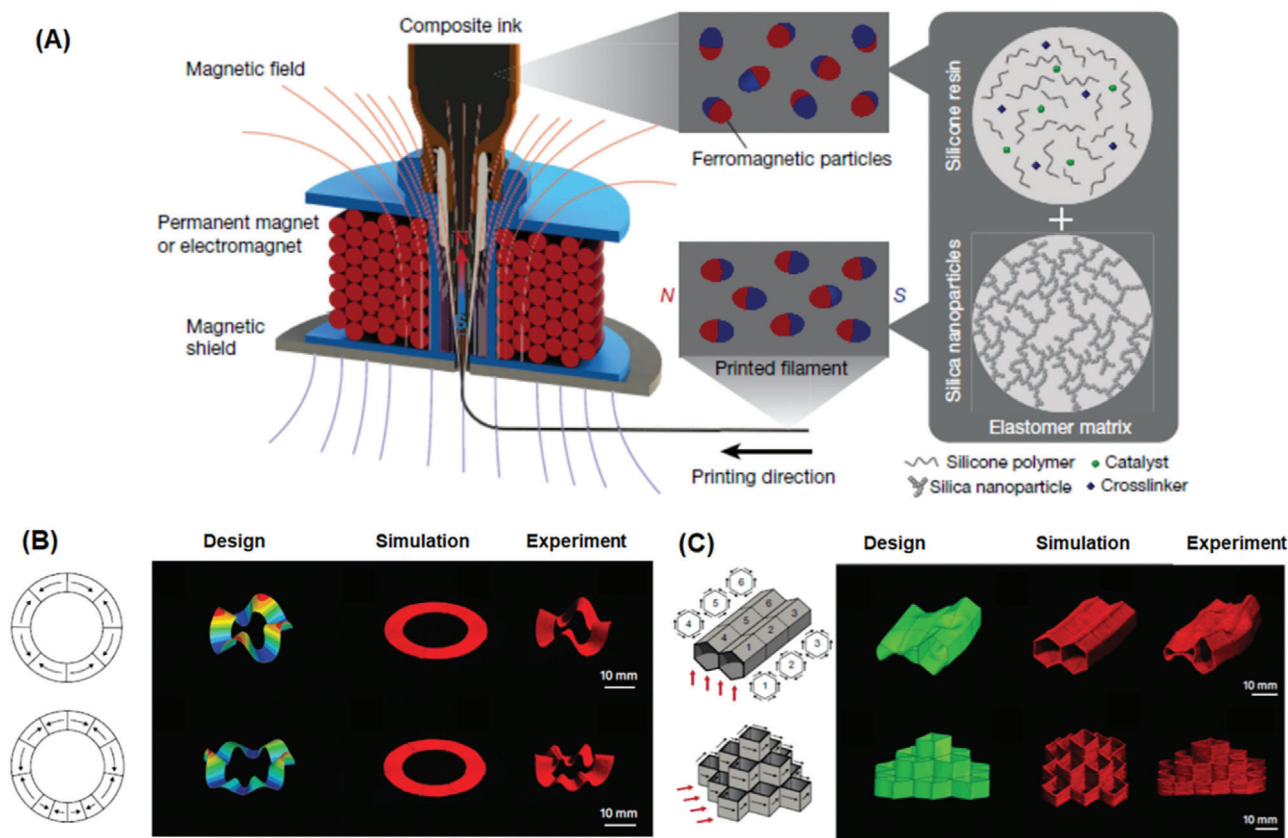 (A)
Composite ink
Magnetic field
Ferromagnetic particles
Silicone resin
Permanent magnet
or electromagnet
N
S
+
N
S
Magnetic
shield
Printed filament
Silica nanoparticles
Elastomer matrix
Printing direction
Silicone polymer
Catalyst
Silica nanoparticle
Crosslinker
(B)
Design
Simulation
Experiment
10 mm
10 mm
(C)
Design
Simulation
Experiment
6
5
4
6
5
4
3
2
1
3
2
1
10 mm
10 mm